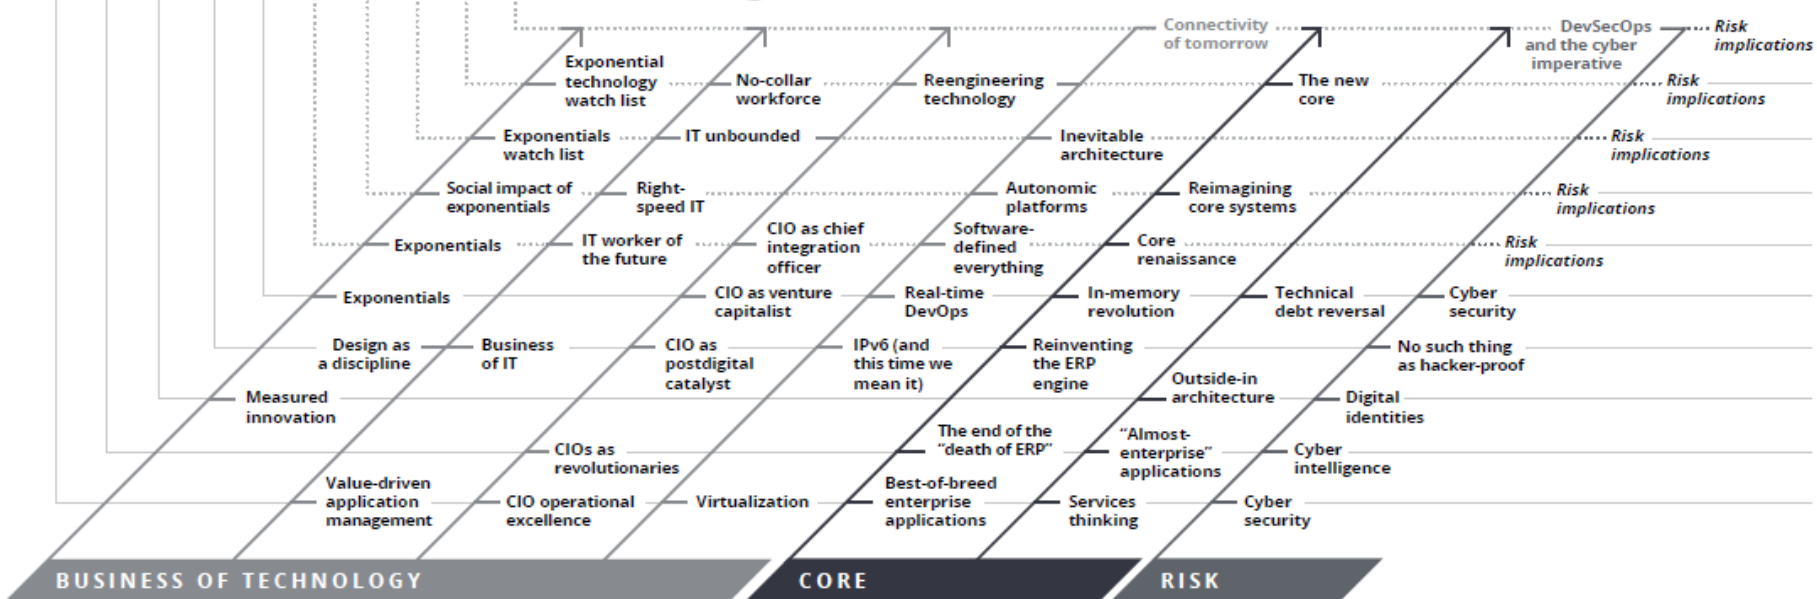 Connectivity
of tomorrow
DevSecOps
and the cyber
imperative
Risk
implications
Exponential
technology
watch list
No-collar
workforce
Reengineering
technology
The new
core
Risk
implications
Exponentials
watch list
IT unbounded
Inevitable
architecture
Risk
implications
Social impact of
exponentials
Right-
speed IT
Autonomic
platforms
Reimagining
core systems
Risk
implications
Exponentials
IT worker of
the future
CIO as chief
integration
officer
Software-
defined
everything
Core
renaissance
Risk
implications
Exponentials
CIO as venture
capitalist
Real-time
DevOps
In-memory
revolution
Technical
debt reversal
Cyber
security
Design as
a discipline
Business
of IT
CIO as
postdigital
catalyst
IPv6 (and
this time we
mean it)
Reinventing
the ERP
engine
No such thing
as hacker-proof
Measured
innovation
Outside-in
architecture
Digital
identities
CIOs as
revolutionaries
The end of the
“death of ERP”
“Almost-
enterprise”
applications
Cyber
intelligence
Value-driven
application
management
CIO operational
excellence
Virtualization
Best-of-breed
enterprise
applications
Services
thinking
Cyber
security
BUSINESS OF TECHNOLOGY
CORE
RISK